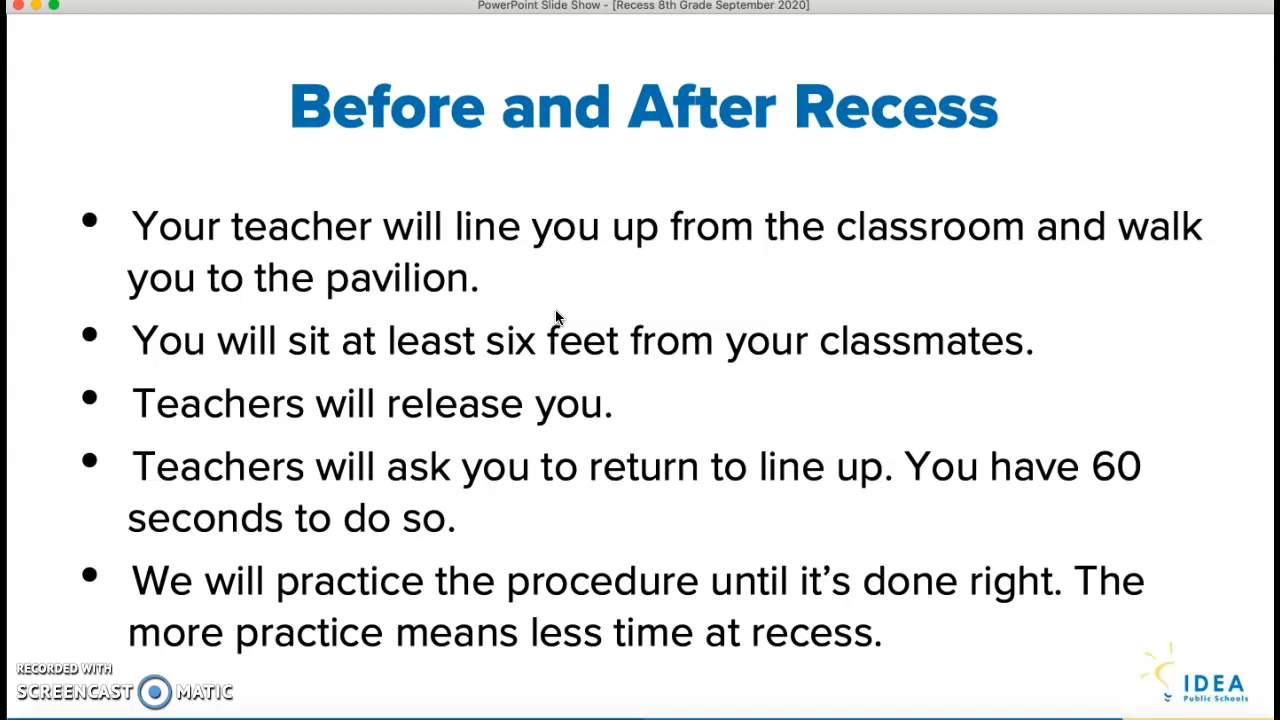 PowerPoint Slide Show - [Recess 8th Grade September 2020]
Before and After Recess
• Your teacher will line you up from the classroom and walk
you to the pavilion.
• You will sit at least six feet from your classmates.
• Teachers will release you.
• Teachers will ask you to return to line up. You have 60
seconds to do so.
• We will practice the procedure until it’s done right. The
more practice means less time at recess.
RECORDED WITH
SCREENCAST MATIC
IDEA
Public Schools